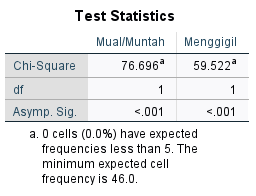 Test Statistics
Mual/Muntah Menggigil
Chi-Square 76.696a 59.522a
df 1 1
Asymp. Sig. <.001 <.001
a. 0 cells (0.0%) have expected
frequencies less than 5. The
minimum expected cell
frequency is 46.0.